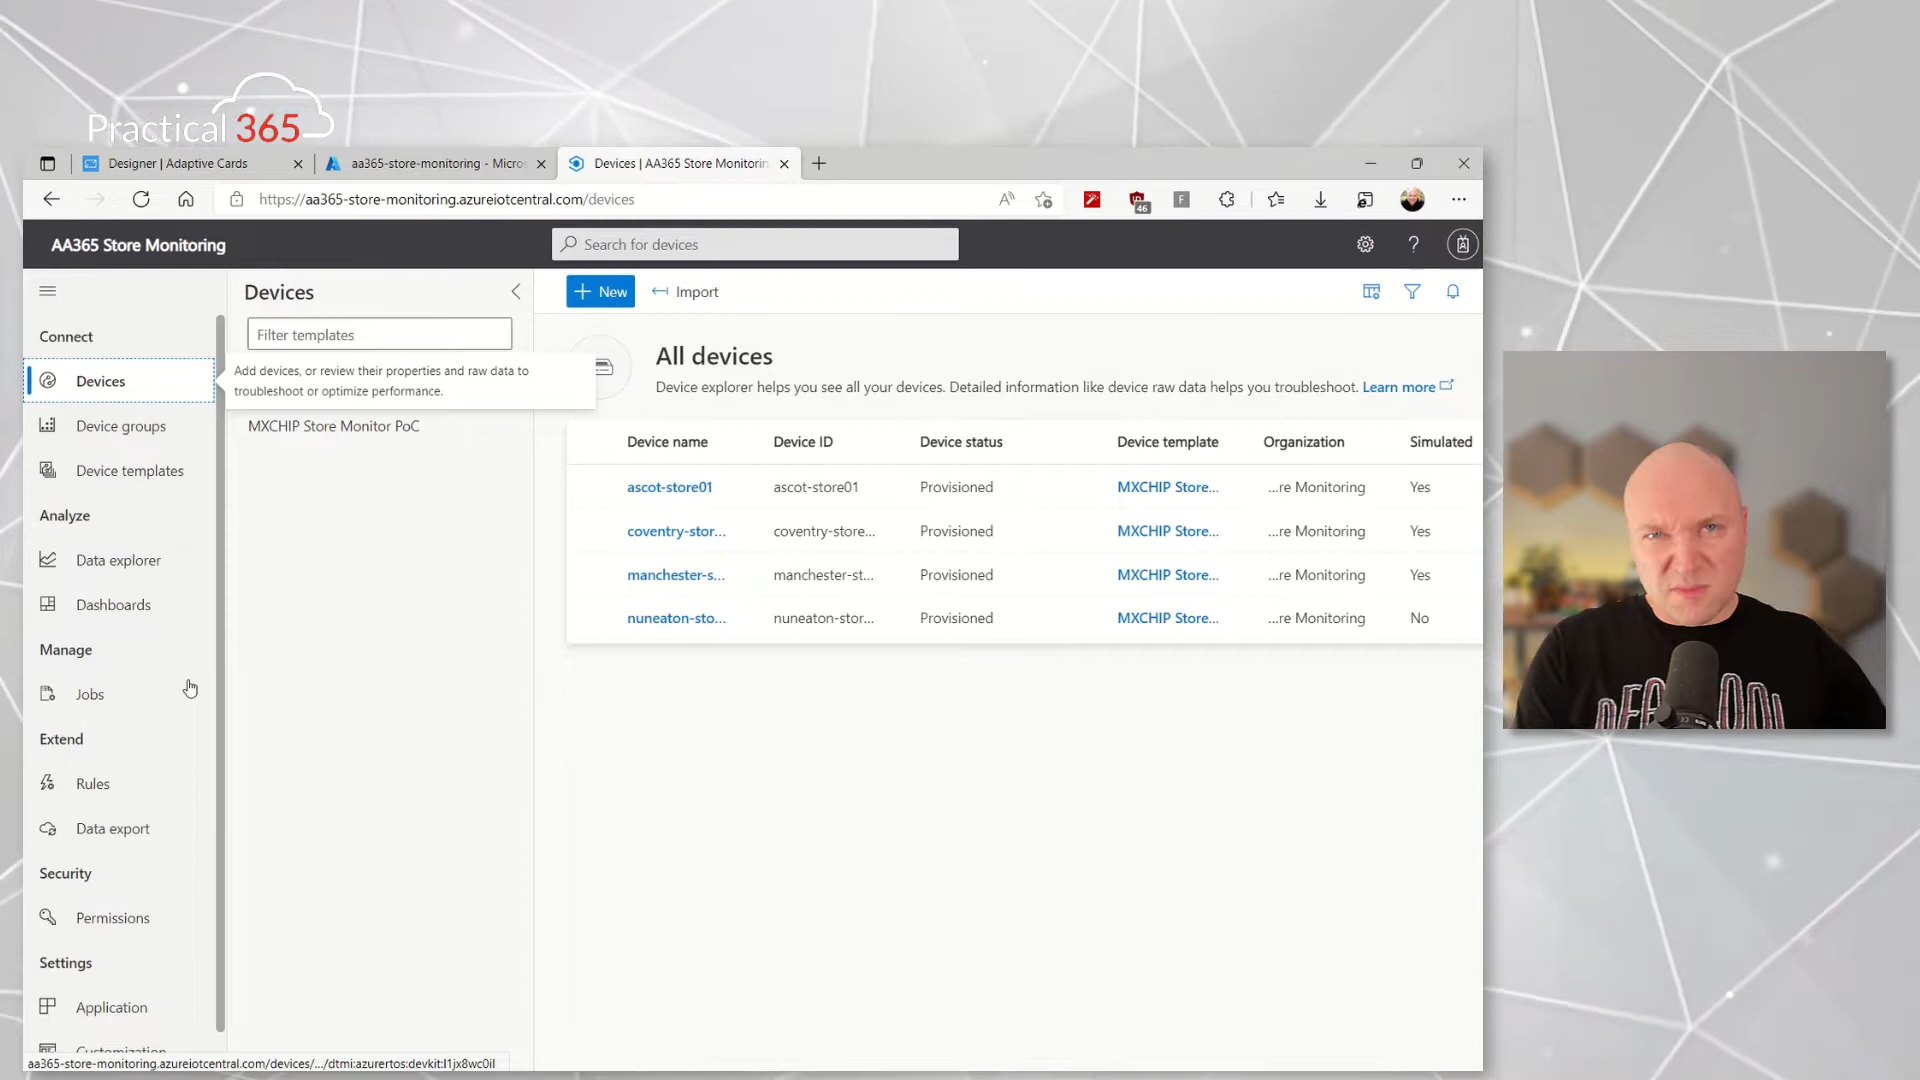 Practical 365
Designer | Adaptive Cards
aa365-store-monitoring - Micros
Devices | AA365 Store Monitorin
https://aa365-store-monitoring.azureiotcentral.com/devices
46
F
AA365 Store Monitoring
Search for devices
?
Connect
Devices
Device groups
Device templates
Analyze
Data explorer
Dashboards
Manage
Jobs
Extend
Rules
Data export
Security
Permissions
Settings
Application
Customization
aa365-store-monitoring.azureiotcentral.com/devices/.../dtmi:azurertos:devkit:l1jx8wc0il
Devices
Filter templates
Add devices, or review their properties and raw data to
troubleshoot or optimize performance.
MXCHIP Store Monitor PoC
New
Import
All devices
Device explorer helps you see all your devices. Detailed information like device raw data helps you troubleshoot. Learn more
Device name Device ID Device status Device template Organization Simulated
ascot-store01 ascot-store01 Provisioned MXCHIP Store... ...re Monitoring Yes
coventry-stor... coventry-store... Provisioned MXCHIP Store... ...re Monitoring Yes
manchester-s... manchester-st... Provisioned MXCHIP Store... ...re Monitoring Yes
nuneaton-sto... nuneaton-stor... Provisioned MXCHIP Store... ...re Monitoring No